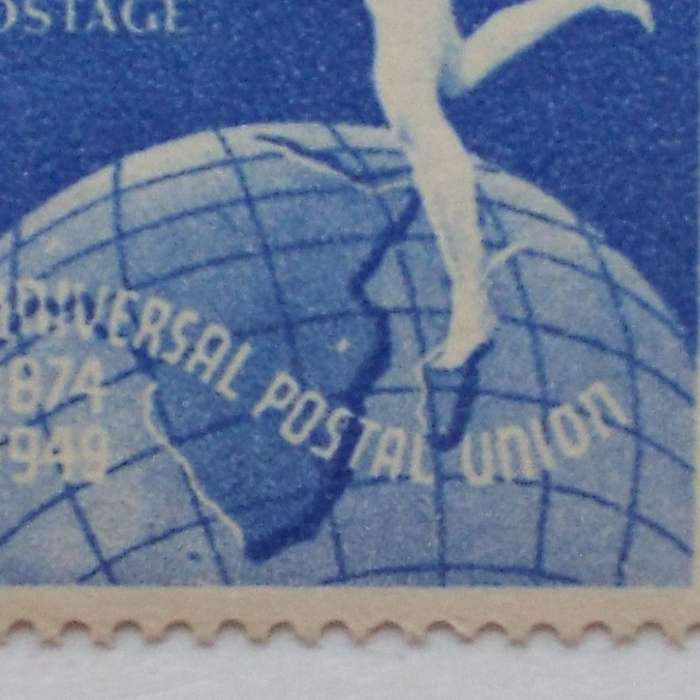 OSTAGE
UNIVERSAL POSTAL UNION
1874
1949